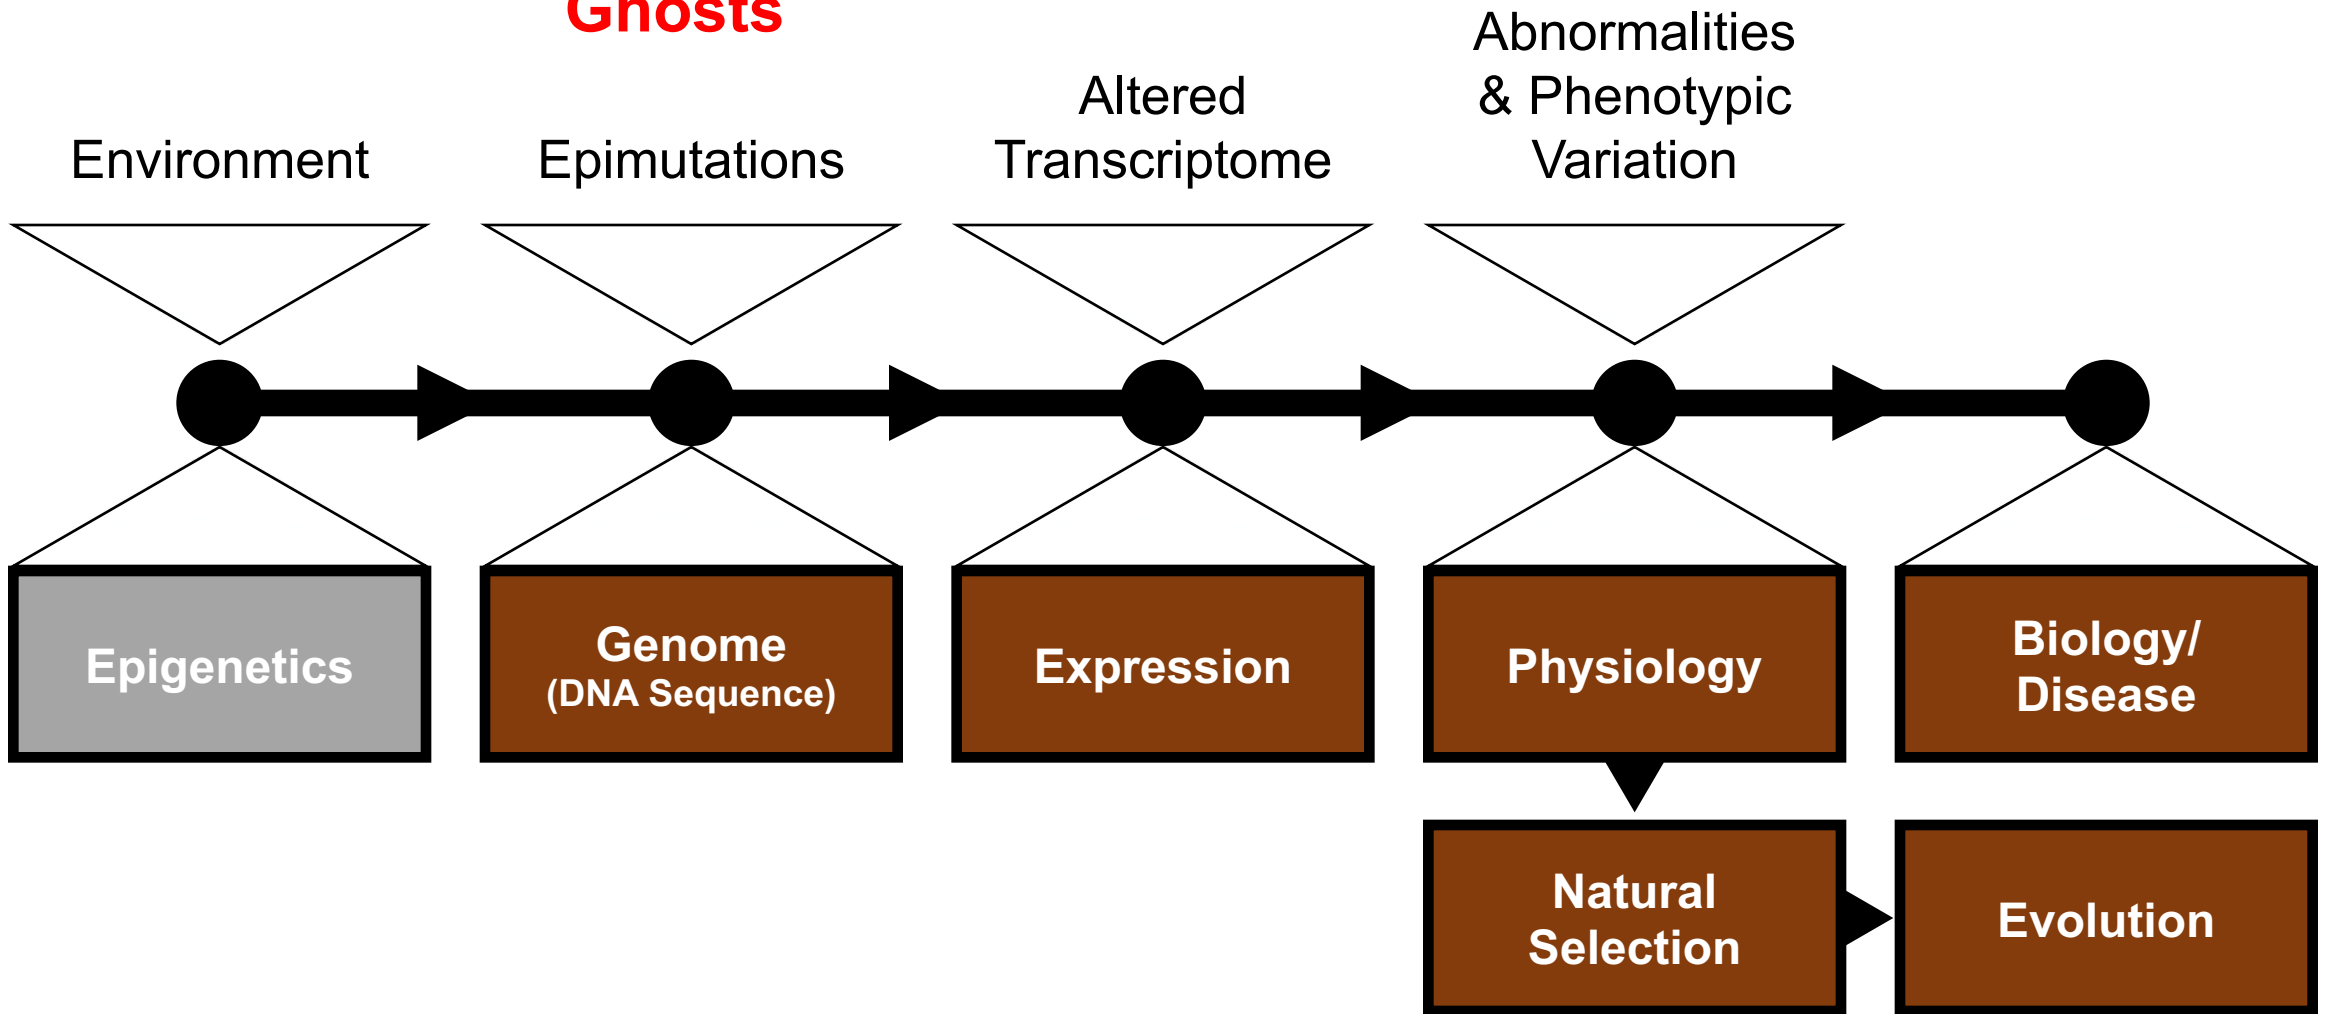 Ghosts
Abnormalities
& Phenotypic
Variation
Altered
Transcriptome
Environment
Epimutations
Epigenetics
Genome
(DNA Sequence)
Expression
Physiology
Biology/
Disease
Natural
Selection
Evolution